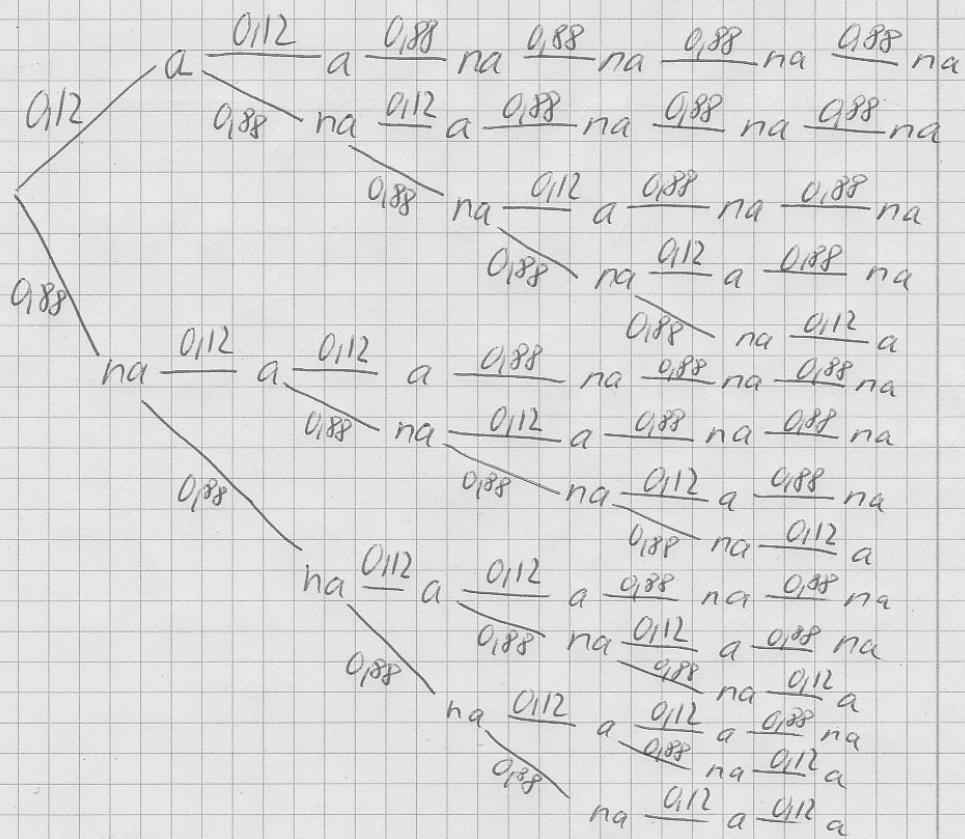 0,12 a 0,12 a 0,88 na 0,88 na 0,88 na 0,88 na
0,88 na 0,12 a 0,88 na 0,88 na 0,88 na
0,88 na 0,12 a 0,88 na 0,88 na
0,88 na 0,12 a 0,88 na
0,88 na 0,12 a
0,88 na 0,12 a 0,12 a 0,88 na 0,88 na 0,88 na
0,88 na 0,12 a 0,88 na 0,88 na
0,88 na 0,12 a 0,88 na
0,88 na 0,12 a
0,88 na 0,12 a 0,12 a 0,88 na 0,88 na
0,88 na 0,12 a 0,88 na
0,88 na 0,12 a
0,88 na 0,12 a 0,12 a 0,88 na
0,88 na 0,12 a
0,88 na 0,12 a 0,12 a